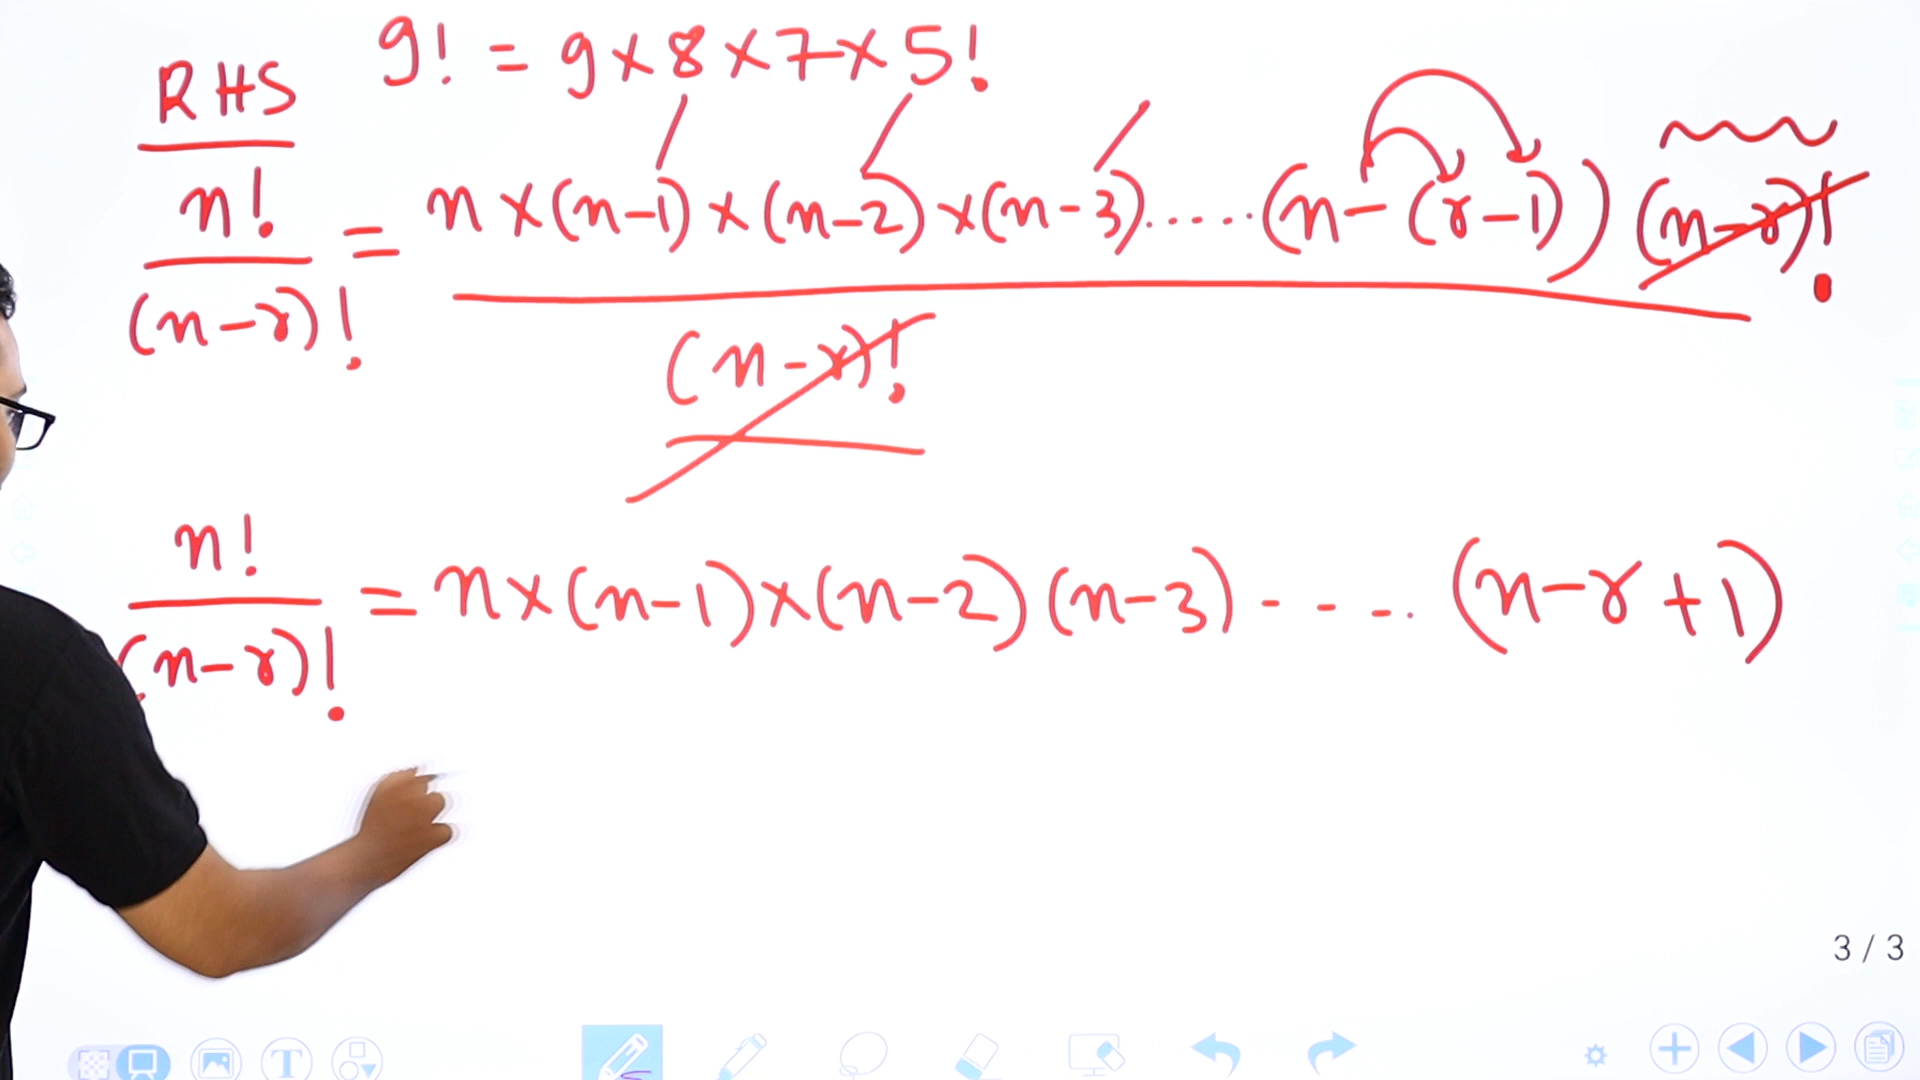 9! = 9 × 8 × 7 × 5!
RHS
n!/(n-r)! = n × (n-1) × (n-2) × (n-3) ..... (n-(r-1)) (n-r)! / (n-r)!
n!/(n-r)! = n × (n-1) × (n-2) (n-3) - - - . . (n-r+1)
3 / 3
T